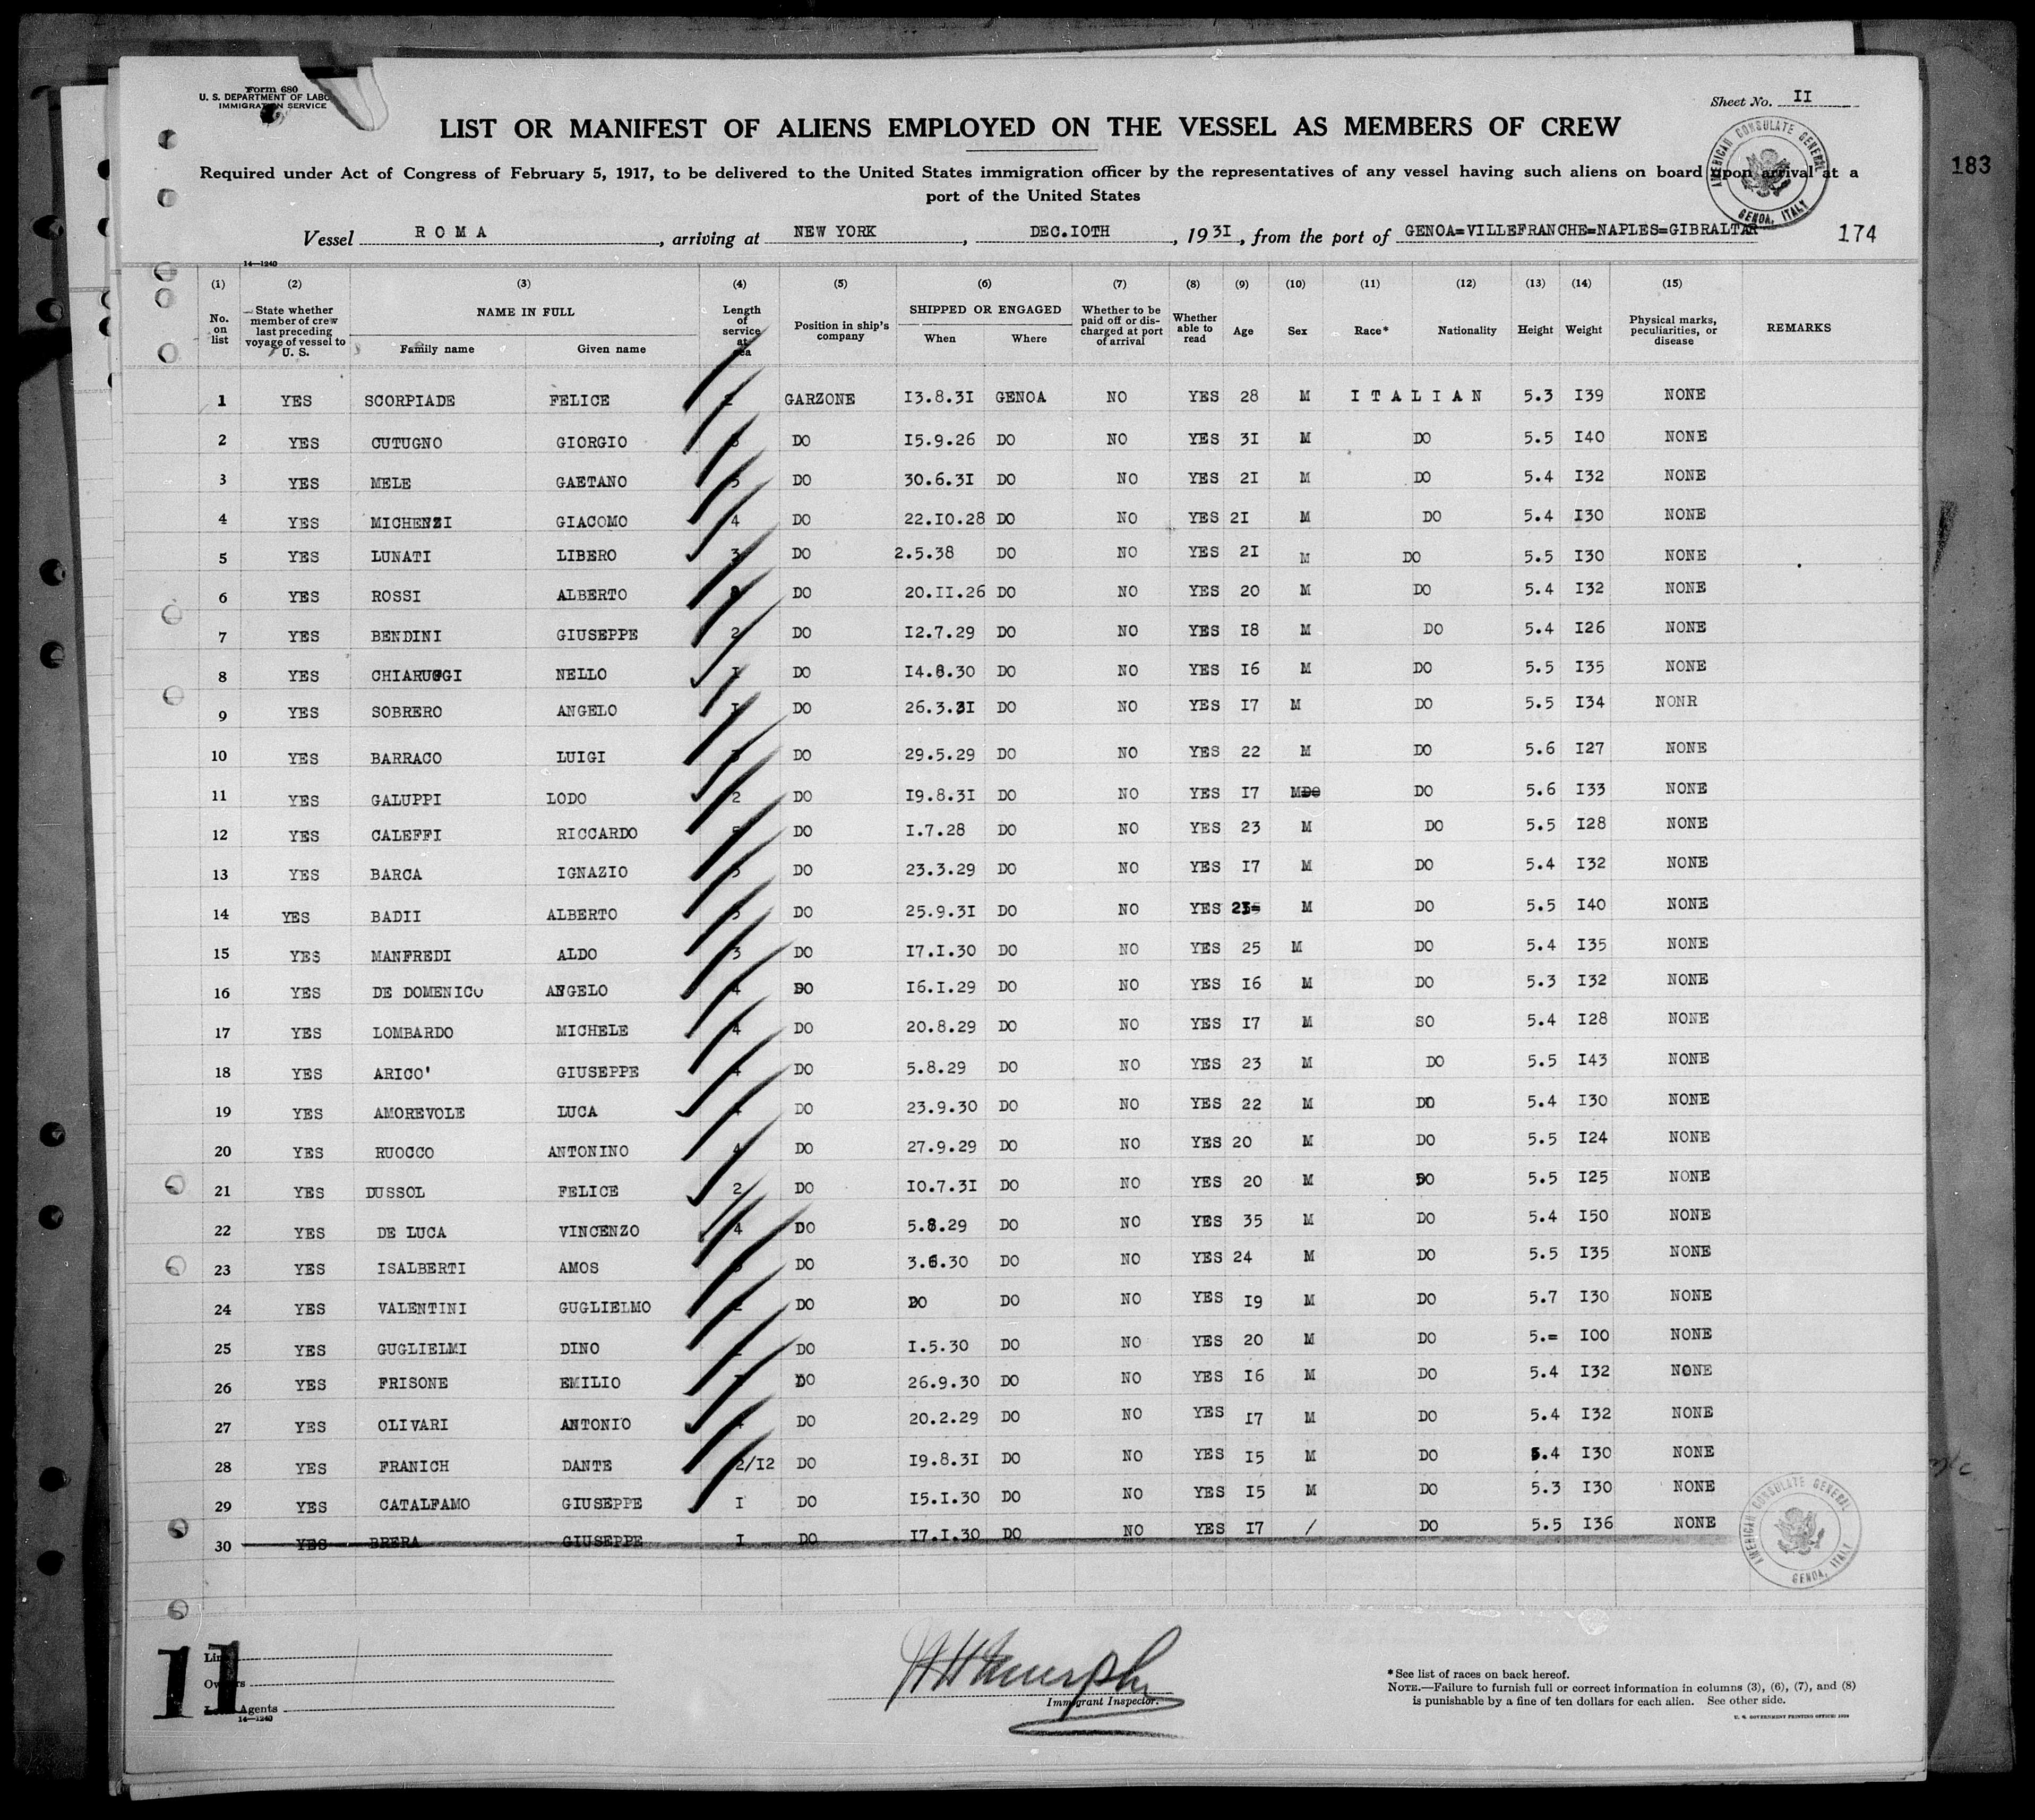 Form 680
U. S. DEPARTMENT OF LABO
IMMIGRATION SERVICE
Sheet No. II
LIST OR MANIFEST OF ALIENS EMPLOYED ON THE VESSEL AS MEMBERS OF CREW
AMERICAN CONSULATE GENERAL GENOA, ITALY
183
Required under Act of Congress of February 5, 1917, to be delivered to the United States immigration officer by the representatives of any vessel having such aliens on board upon arrival at a
port of the United States
Vessel ROMA, arriving at NEW YORK, DEC.IOTH, 1931, from the port of GENOA=VILLEFRANCHE=NAPLES=GIBRALTAR 174
14—1240
(1) (2) (3) (4) (5) (6) (7) (8) (9) (10) (11) (12) (13) (14) (15)
No. on list State whether member of crew last preceding voyage of vessel to U. S. NAME IN FULL Family name Given name Length of service at sea Position in ship's company SHIPPED OR ENGAGED When Where Whether to be paid off or discharged at port of arrival Whether able to read Age Sex Race* Nationality Height Weight Physical marks, peculiarities, or disease REMARKS
1 YES SCORPIADE FELICE 2 GARZONE I3.8.3I GENOA NO YES 28 M ITALIAN 5.3 I39 NONE
2 YES CUTUGNO GIORGIO DO I5.9.26 DO NO YES 3I M DO 5.5 I40 NONE
3 YES MELE GAETANO 5 DO 30.6.3I DO NO YES 2I M DO 5.4 I32 NONE
4 YES MICHENZI GIACOMO 4 DO 22.I0.28 DO NO YES 2I M DO 5.4 I30 NONE
5 YES LUNATI LIBERO 3 DO 2.5.38 DO NO YES 2I M DO 5.5 I30 NONE
6 YES ROSSI ALBERTO DO 20.II.26 DO NO YES 20 M DO 5.4 I32 NONE
7 YES BENDINI GIUSEPPE 2 DO I2.7.29 DO NO YES I8 M DO 5.4 I26 NONE
8 YES CHIARUGGI NELLO I DO I4.8.30 DO NO YES I6 M DO 5.5 I35 NONE
9 YES SOBRERO ANGELO I DO 26.3.3I DO NO YES I7 M DO 5.5 I34 NONR
10 YES BARRACO LUIGI 3 DO 29.5.29 DO NO YES 22 M DO 5.6 I27 NONE
11 YES GALUPPI LODO 2 DO I9.8.3I DO NO YES I7 MDO DO 5.6 I33 NONE
12 YES CALEFFI RICCARDO 5 DO I.7.28 DO NO YES 23 M DO 5.5 I28 NONE
13 YES BARCA IGNAZIO 3 DO 23.3.29 DO NO YES I7 M DO 5.4 I32 NONE
14 YES BADII ALBERTO 3 DO 25.9.3I DO NO YES 23= M DO 5.5 I40 NONE
15 YES MANFREDI ALDO 3 DO I7.I.30 DO NO YES 25 M DO 5.4 I35 NONE
16 YES DE DOMENICO ANGELO 4 DO I6.I.29 DO NO YES I6 M DO 5.3 I32 NONE
17 YES LOMBARDO MICHELE 4 DO 20.8.29 DO NO YES I7 M SO 5.4 I28 NONE
18 YES ARICO' GIUSEPPE 4 DO 5.8.29 DO NO YES 23 M DO 5.5 I43 NONE
19 YES AMOREVOLE LUCA DO 23.9.30 DO NO YES 22 M DO 5.4 I30 NONE
20 YES RUOCCO ANTONINO 4 DO 27.9.29 DO NO YES 20 M DO 5.5 I24 NONE
21 YES DUSSOL FELICE 2 DO I0.7.3I DO NO YES 20 M DO 5.5 I25 NONE
22 YES DE LUCA VINCENZO 4 DO 5.8.29 DO NO YES 35 M DO 5.4 I50 NONE
23 YES ISALBERTI AMOS DO 3.6.30 DO NO YES 24 M DO 5.5 I35 NONE
24 YES VALENTINI GUGLIELMO DO DO DO NO YES I9 M DO 5.7 I30 NONE
25 YES GUGLIELMI DINO DO I.5.30 DO NO YES 20 M DO 5.= I00 NONE
26 YES FRISONE EMILIO DO 26.9.30 DO NO YES I6 M DO 5.4 I32 NONE
27 YES OLIVARI ANTONIO DO 20.2.29 DO NO YES I7 M DO 5.4 I32 NONE
28 YES FRANICH DANTE 2/I2 DO I9.8.3I DO NO YES I5 M DO 5.4 I30 NONE
29 YES CATALFAMO GIUSEPPE I DO I5.I.30 DO NO YES I5 M DO 5.3 I30 NONE
30 YES BRERA GIUSEPPE I DO I7.I.30 DO NO YES I7 / DO 5.5 I36 NONE
AMERICAN CONSULATE GENERAL GENOA, ITALY
11
Agents
14—1240
Immigrant Inspector.
*See list of races on back hereof.
NOTE.—Failure to furnish full or correct information in columns (3), (6), (7), and (8)
is punishable by a fine of ten dollars for each alien. See other side.